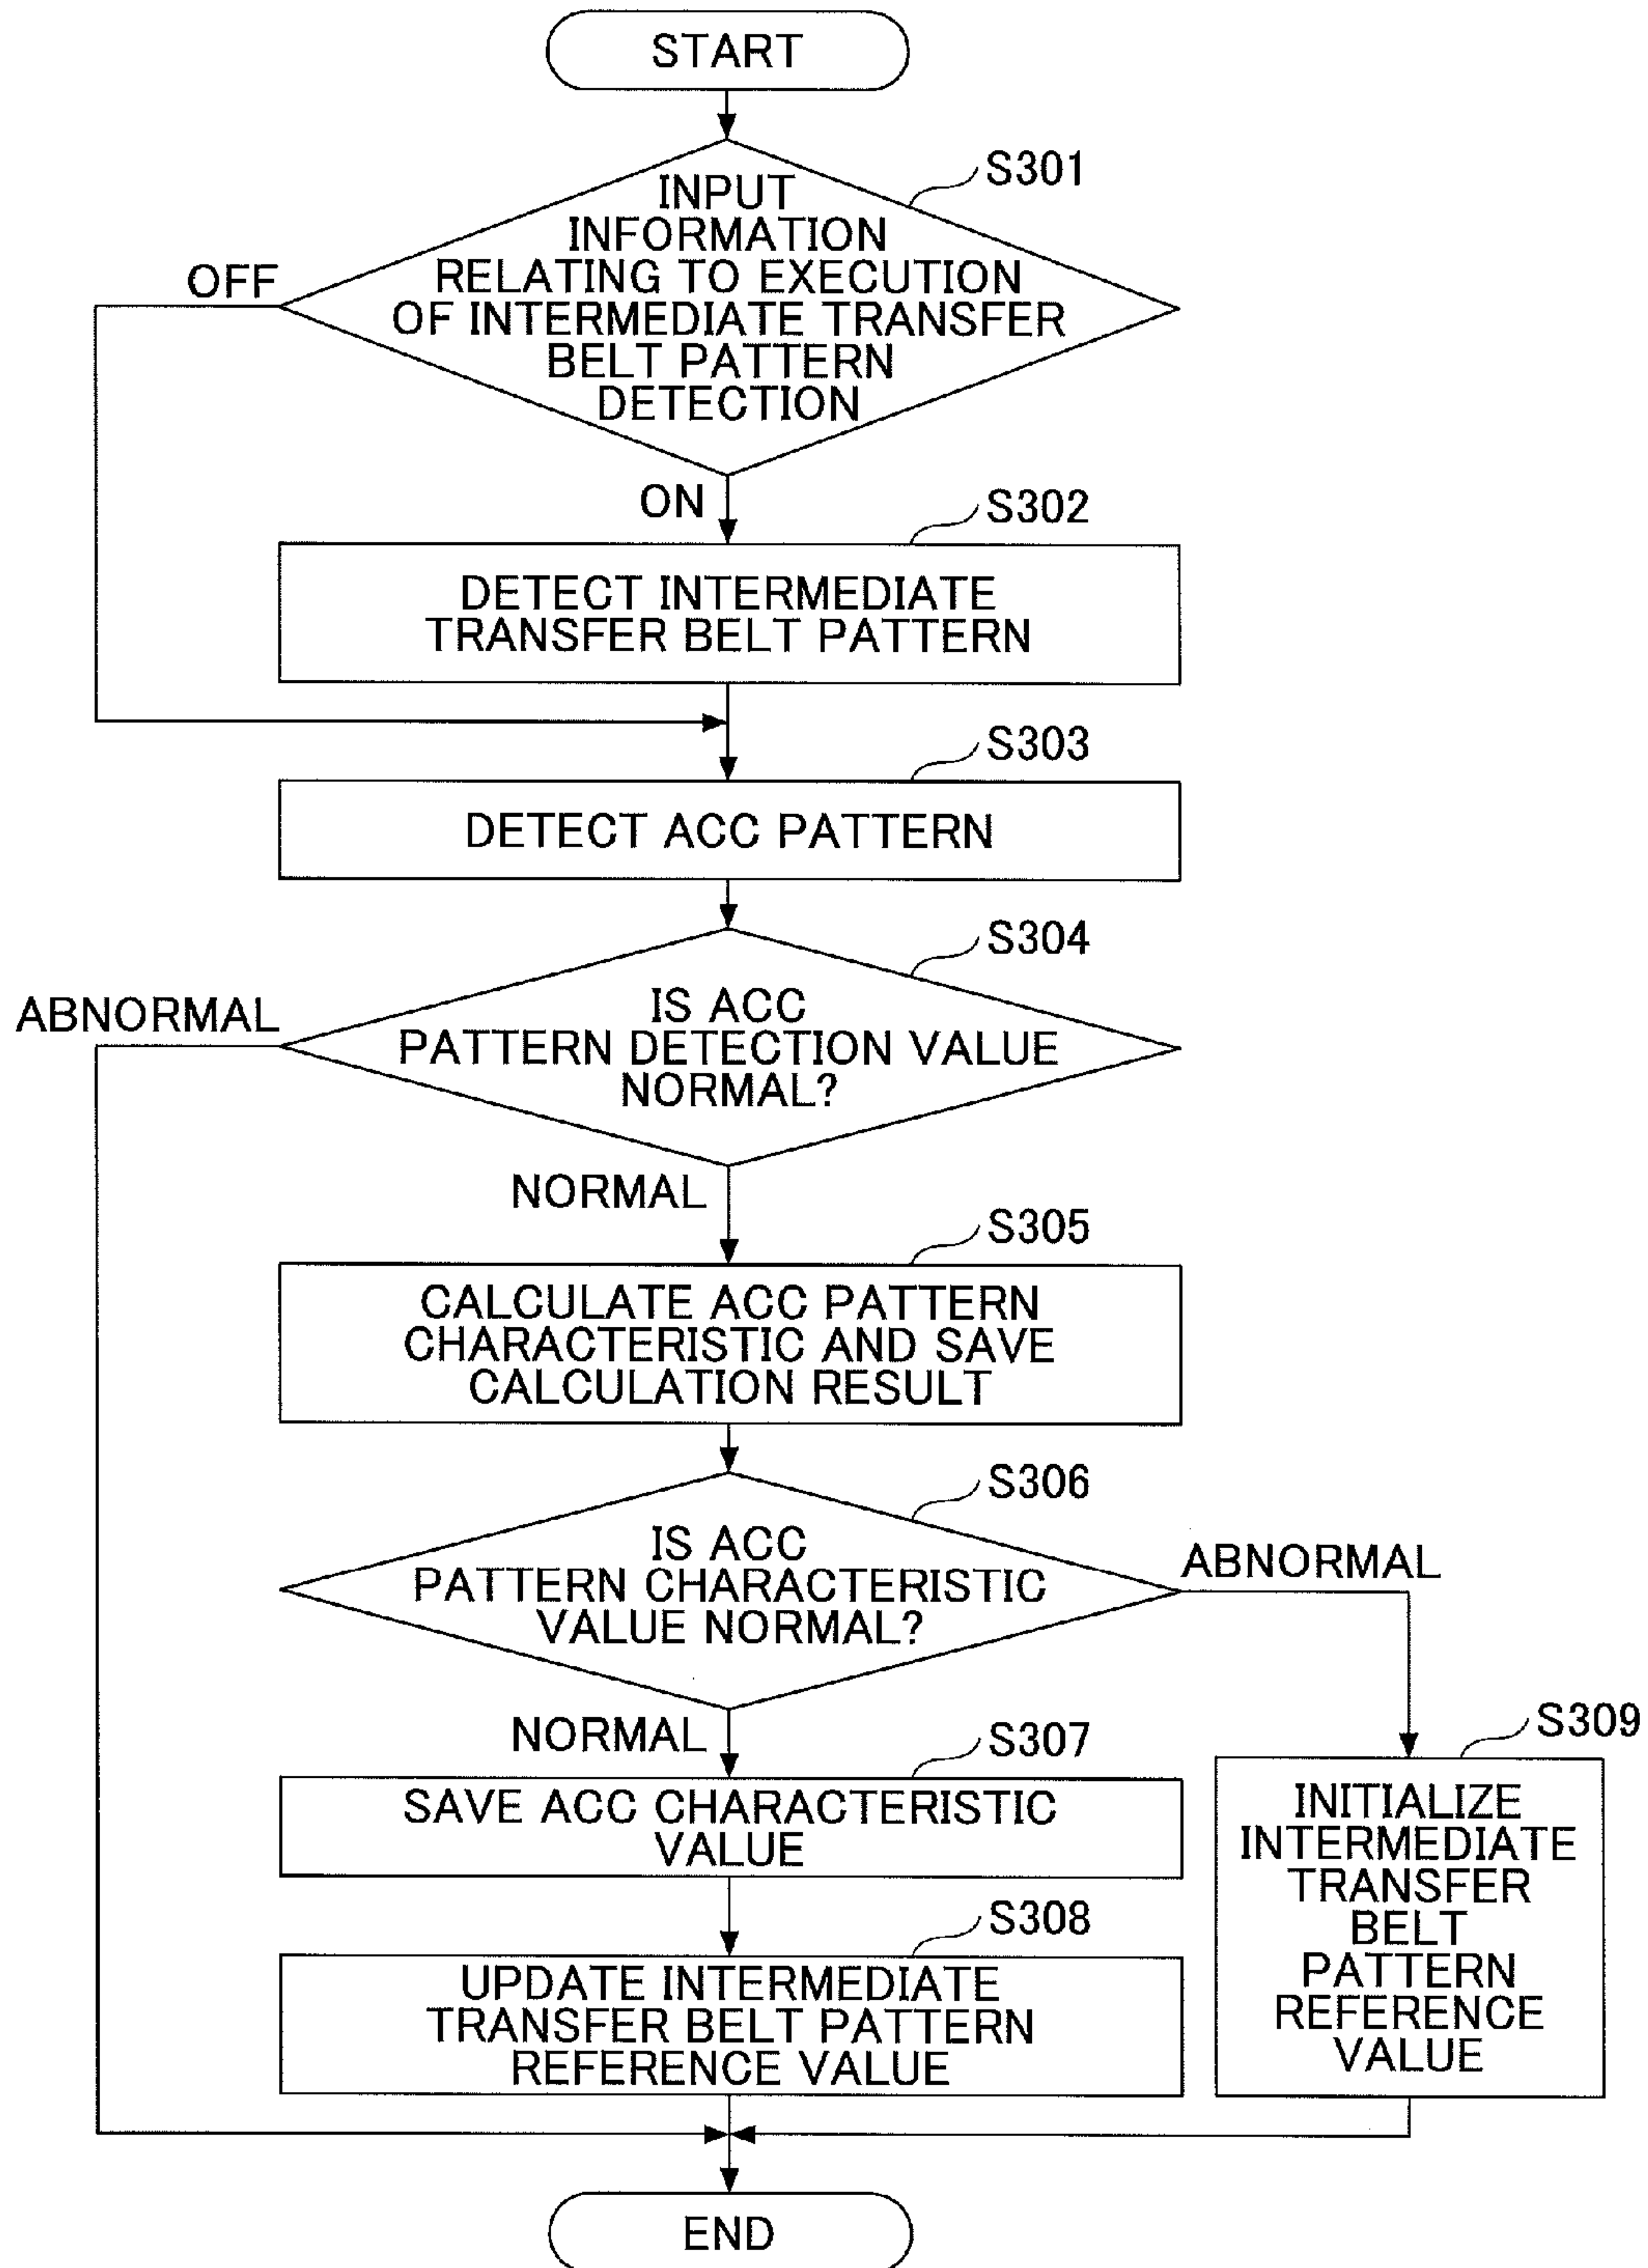 START
S301
INPUT
INFORMATION
RELATING TO EXECUTION
OF INTERMEDIATE TRANSFER
BELT PATTERN
DETECTION
OFF
ON
S302
DETECT INTERMEDIATE
TRANSFER BELT PATTERN
S303
DETECT ACC PATTERN
S304
IS ACC
PATTERN DETECTION VALUE
NORMAL?
ABNORMAL
NORMAL
S305
CALCULATE ACC PATTERN
CHARACTERISTIC AND SAVE
CALCULATION RESULT
S306
IS ACC
PATTERN CHARACTERISTIC
VALUE NORMAL?
ABNORMAL
NORMAL
S307
SAVE ACC CHARACTERISTIC
VALUE
S308
UPDATE INTERMEDIATE
TRANSFER BELT PATTERN
REFERENCE VALUE
S309
INITIALIZE
INTERMEDIATE
TRANSFER
BELT
PATTERN
REFERENCE
VALUE
END